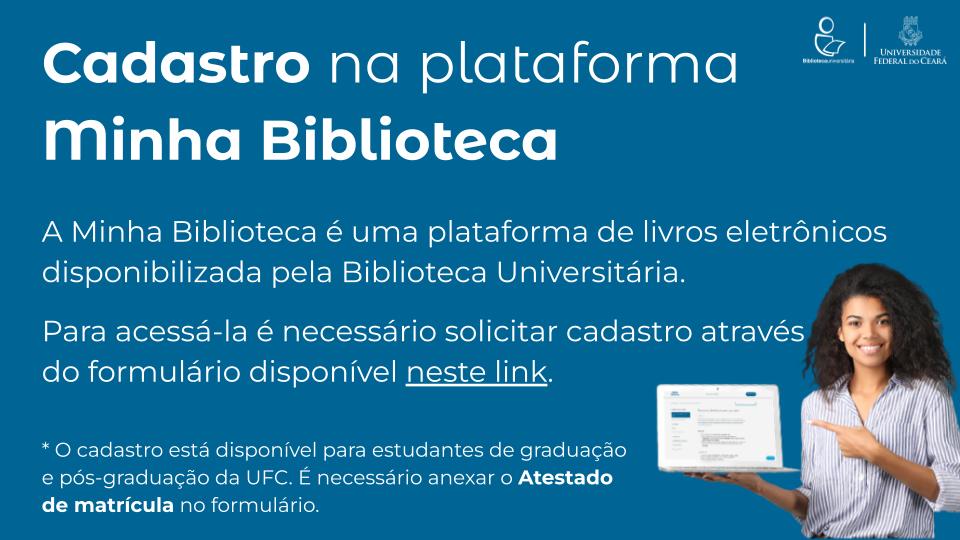 Cadastro na plataforma
Minha Biblioteca
Bibliotecauniversitária
UNIVERSIDADE
FEDERAL DO CEARÁ
A Minha Biblioteca é uma plataforma de livros eletrônicos
disponibilizada pela Biblioteca Universitária.
Para acessá-la é necessário solicitar cadastro através
do formulário disponível neste link.
* O cadastro está disponível para estudantes de graduação
e pós-graduação da UFC. É necessário anexar o Atestado
de matrícula no formulário.